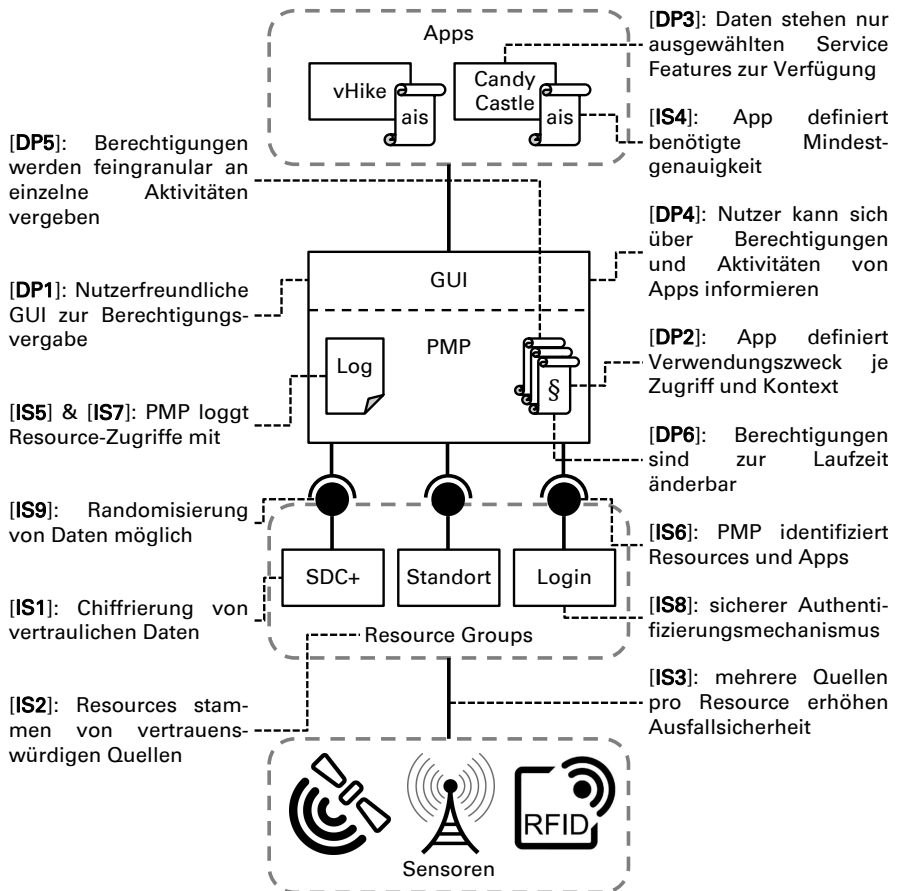 Apps
vHike
ais
Candy
Castle
ais
[DP3]: Daten stehen nur
ausgewählten Service
Features zur Verfügung
[IS4]: App definiert
benötigte Mindest-
genauigkeit
[DP5]: Berechtigungen
werden feingranular an
einzelne Aktivitäten
vergeben
[DP4]: Nutzer kann sich
über Berechtigungen
und Aktivitäten von
Apps informieren
GUI
[DP1]: Nutzerfreundliche
GUI zur Berechtigungs-
vergabe
PMP
Log
§
[DP2]: App definiert
Verwendungszweck je
Zugriff und Kontext
[IS5] & [IS7]: PMP loggt
Resource-Zugriffe mit
[DP6]: Berechtigungen
sind zur Laufzeit
änderbar
[IS9]: Randomisierung
von Daten möglich
[IS6]: PMP identifiziert
Resources und Apps
SDC+
Standort
Login
[IS1]: Chiffrierung von
vertraulichen Daten
[IS8]: sicherer Authenti-
fizierungsmechanismus
Resource Groups
[IS2]: Resources stam-
men von vertrauens-
würdigen Quellen
[IS3]: mehrere Quellen
pro Resource erhöhen
Ausfallsicherheit
RFID
Sensoren